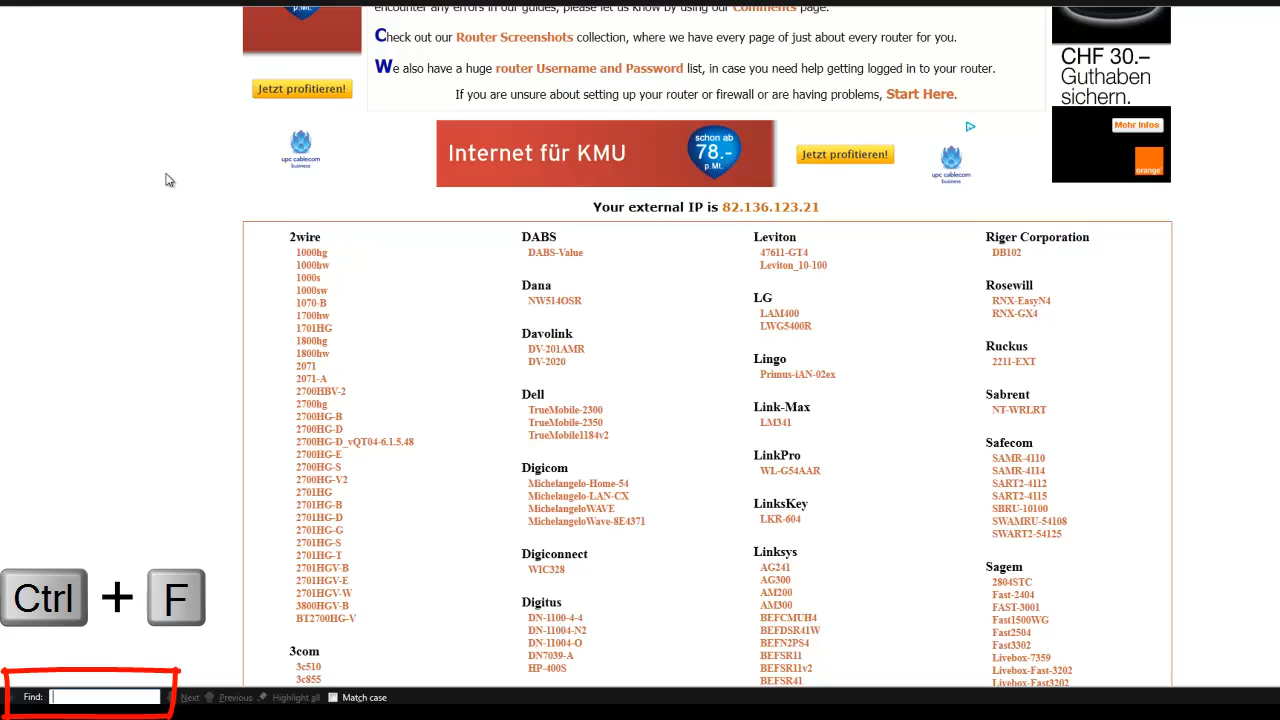 encounter any errors in our guides, please let us know by using our Comments page.
Check out our Router Screenshots collection, where we have every page of just about every router for you.
We also have a huge router Username and Password list, in case you need help getting logged in to your router.
If you are unsure about setting up your router or firewall or are having problems, Start Here.
Jetzt profitieren!
CHF 30.–
Guthaben
sichern.
Mehr Infos
orange
upc cablecom
business
Internet für KMU
schon ab
78.-
p.Mt.
Jetzt profitieren!
upc cablecom
business
Your external IP is 82.136.123.21
2wire
1000hg
1000hw
1000s
1000sw
1070-B
1700hw
1701HG
1800hg
1800hw
2071
2071-A
2700HBV-2
2700hg
2700HG-B
2700HG-D
2700HG-D_vQT04-6.1.5.48
2700HG-E
2700HG-S
2700HG-V2
2701HG
2701HG-B
2701HG-D
2701HG-G
2701HG-S
2701HG-T
2701HGV-B
2701HGV-E
2701HGV-W
3800HGV-B
BT2700HG-V
3com
3c510
3c855
DABS
DABS-Value
Dana
NW514OSR
Davolink
DV-201AMR
DV-2020
Dell
TrueMobile-2300
TrueMobile-2350
TrueMobile1184v2
Digicom
Michelangelo-Home-54
Michelangelo-LAN-CX
MichelangeloWAVE
MichelangeloWave-8E4371
Digiconnect
WIC328
Digitus
DN-1100-4-4
DN-11004-N2
DN-11004-O
DN7039-A
HP-400S
Leviton
47611-GT4
Leviton_10-100
LG
LAM400
LWG5400R
Lingo
Primus-iAN-02ex
Link-Max
LM341
LinkPro
WL-G54AAR
LinksKey
LKR-604
Linksys
AG241
AG300
AM200
AM300
BEFCMUH4
BEFDSR41W
BEFN2PS4
BEFSR11
BEFSR11v2
BEFSR41
Riger Corporation
DB102
Rosewill
RNX-EasyN4
RNX-GX4
Ruckus
2211-EXT
Sabrent
NT-WRLRT
Safecom
SAMR-4110
SAMR-4114
SART2-4112
SART2-4115
SBRU-10100
SWAMRU-54108
SWART2-54125
Sagem
2804STC
Fast-2404
FAST-3001
Fast1500WG
Fast2504
Fast3302
Livebox-7359
Livebox-Fast-3202
Livebox-Fast3202
Ctrl + F
Find:
Next
Previous
Highlight all
Match case